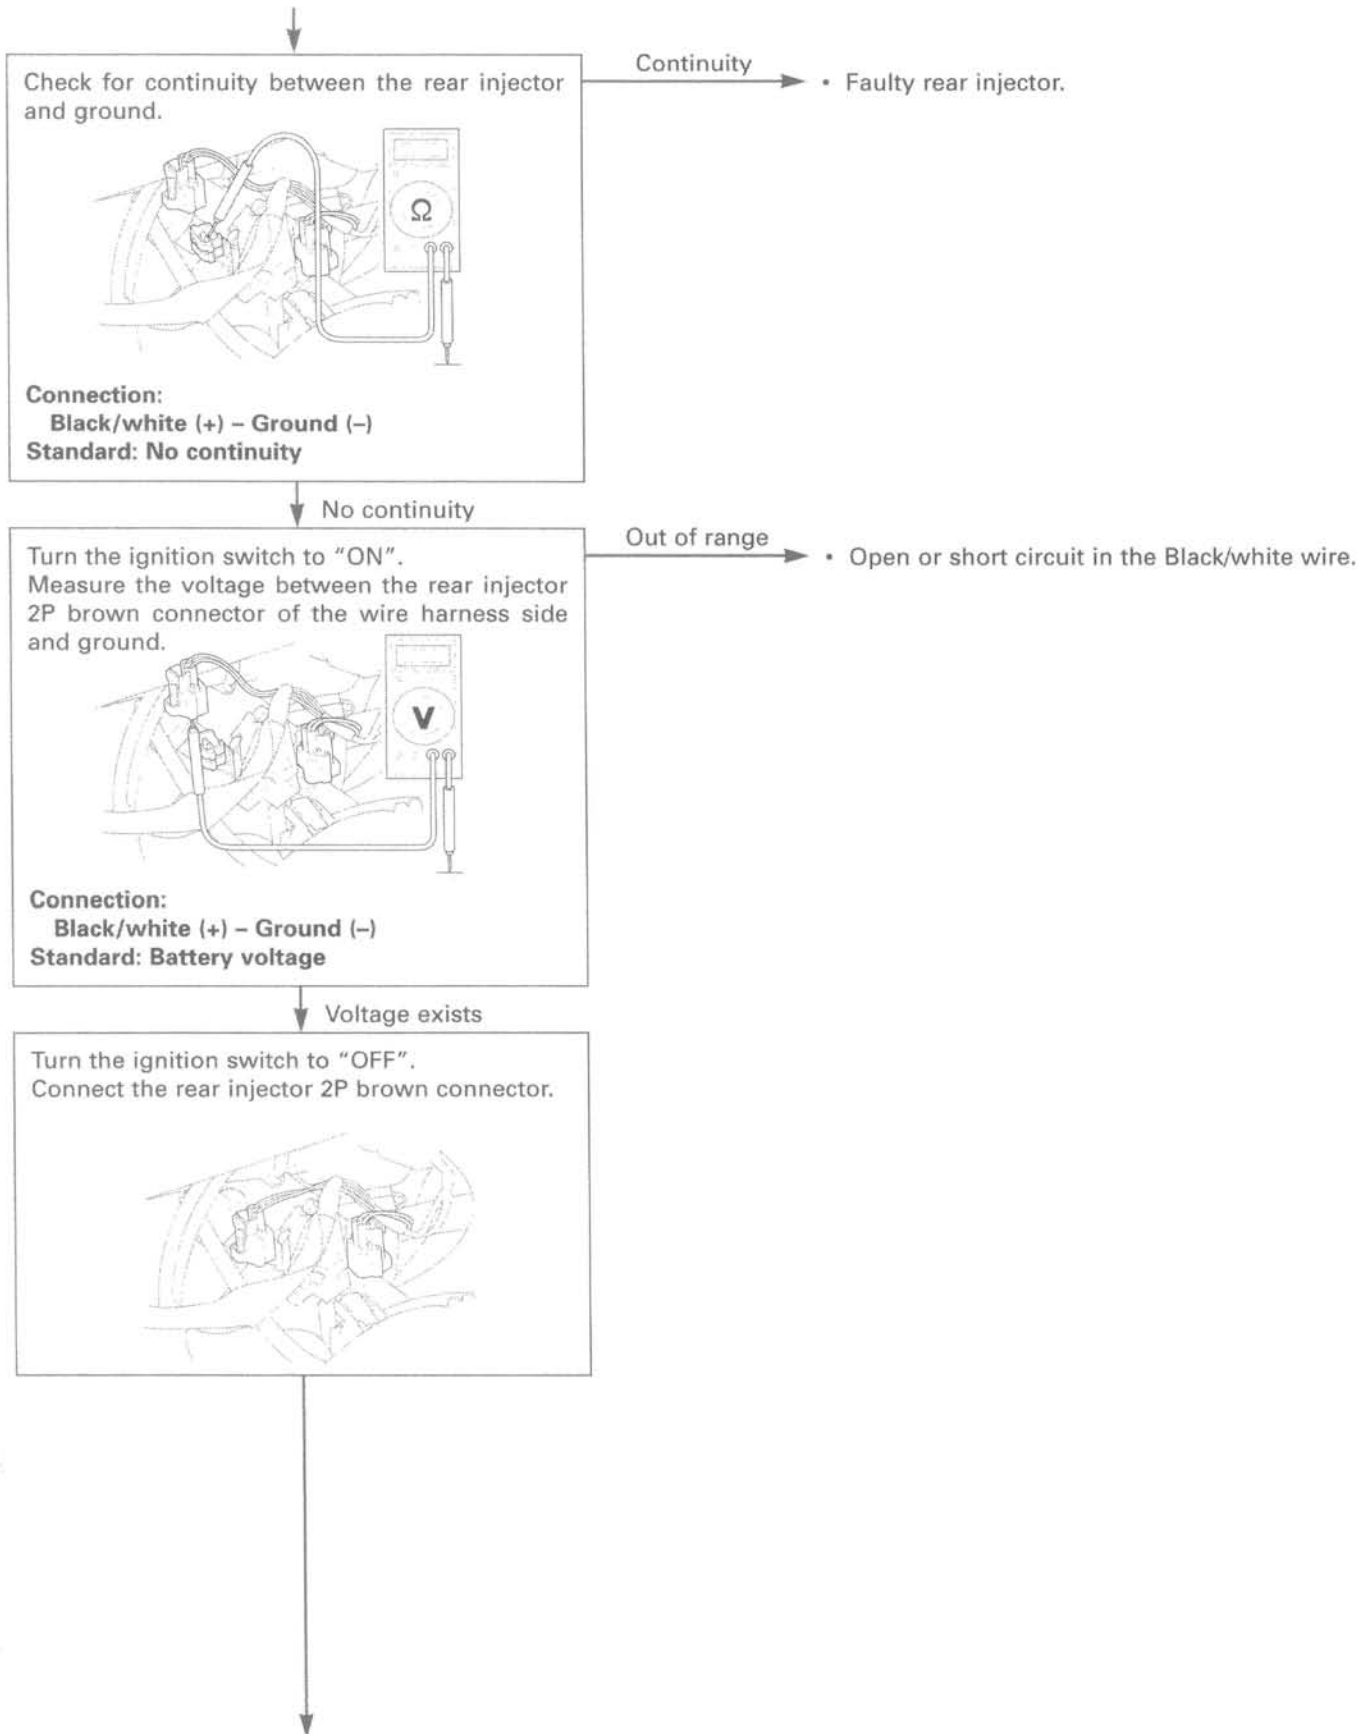 Check for continuity between the rear injector
and ground.
Continuity
• Faulty rear injector.
Ω
Connection:
Black/white (+) – Ground (–)
Standard: No continuity
No continuity
Turn the ignition switch to “ON”.
Measure the voltage between the rear injector
2P brown connector of the wire harness side
and ground.
Out of range
• Open or short circuit in the Black/white wire.
V
Connection:
Black/white (+) – Ground (–)
Standard: Battery voltage
Voltage exists
Turn the ignition switch to “OFF”.
Connect the rear injector 2P brown connector.